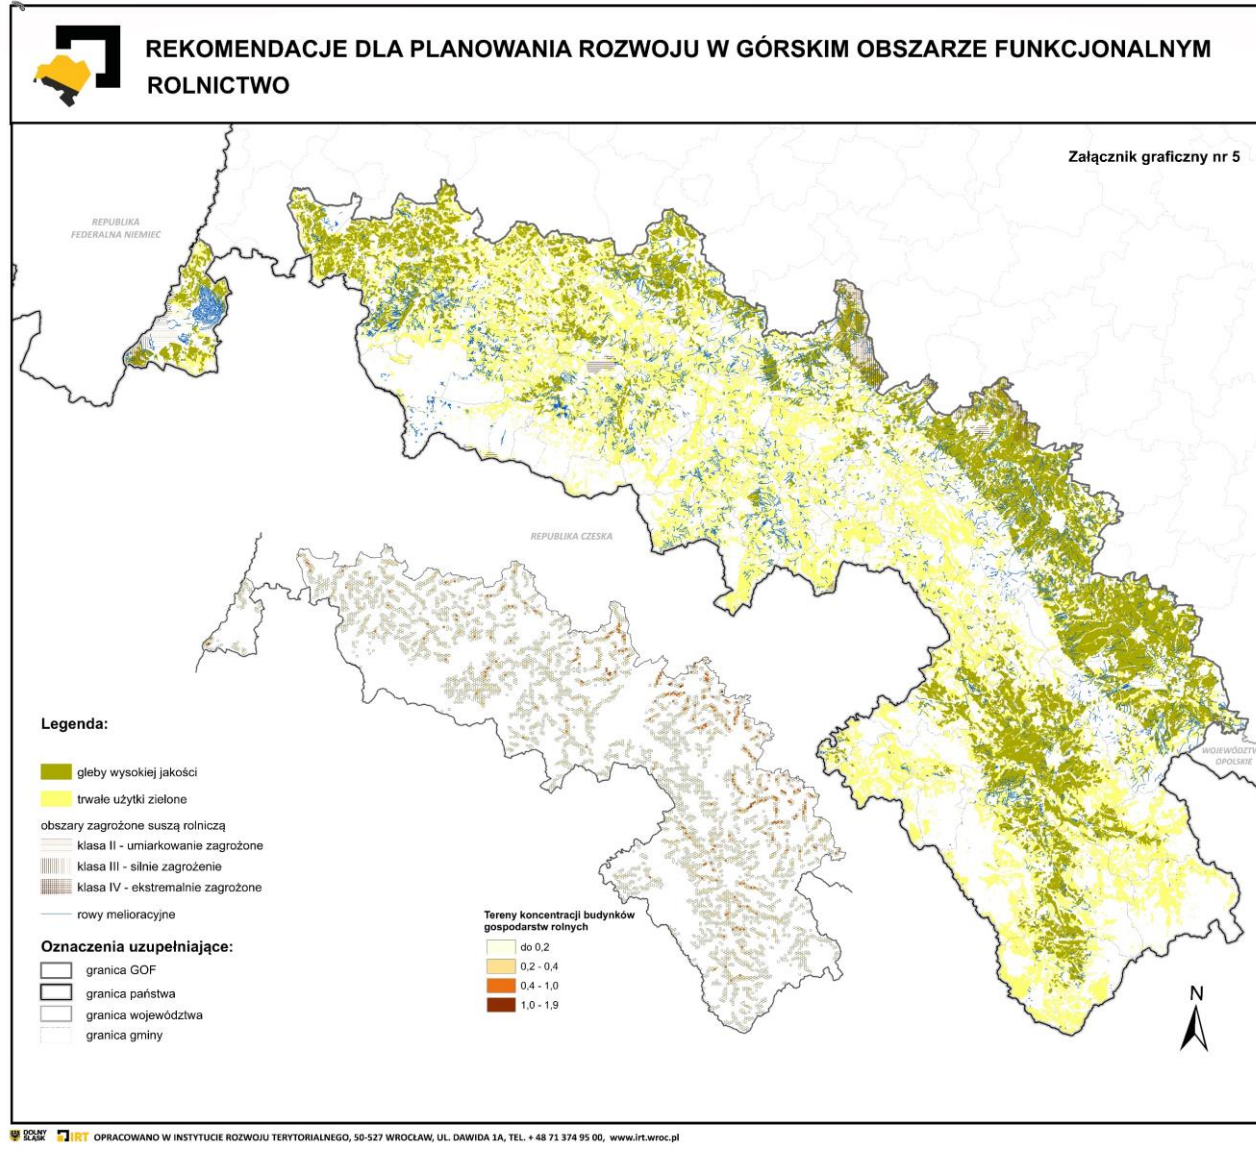 REKOMENDACJE DLA PLANOWANIA ROZWOJU W GÓRSKIM OBSZARZE FUNKCJONALNYM
ROLNICTWO
Załącznik graficzny nr 5
REPUBLIKA
FEDERALNA NIEMIEC
REPUBLIKA CZESKA
WOJEWÓDZTW
OPOLSKIE
Legenda:
gleby wysokiej jakości
trwałe użytki zielone
obszary zagrożone suszą rolniczą
klasa II - umiarkowanie zagrożone
klasa III - silnie zagrożenie
klasa IV - ekstremalnie zagrożone
rowy melioracyjne
Oznaczenia uzupełniające:
granica GOF
granica państwa
granica województwa
granica gminy
Tereny koncentracji budynków
gospodarstw rolnych
do 0,2
0,2 - 0,4
0,4 - 1,0
1,0 - 1,9
N
DOLNY
ŚLĄSK
IRT OPRACOWANO W INSTYTUCIE ROZWOJU TERYTORIALNEGO, 50-527 WROCŁAW, UL. DAWIDA 1A, TEL. + 48 71 374 95 00, www.irt.wroc.pl